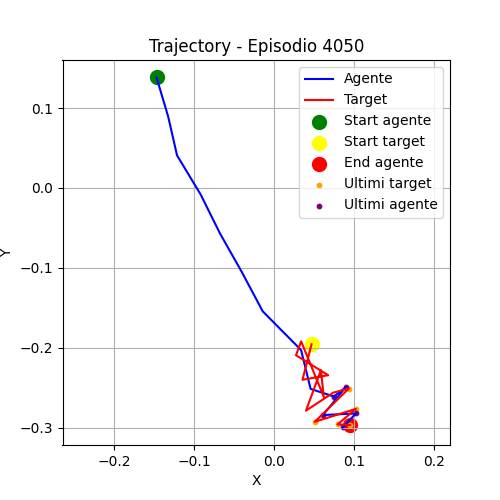 Trajectory - Episodio 4050
Agente
Target
Start agente
Start target
End agente
Ultimi target
Ultimi agente
Y
0.1
0.0
−0.1
−0.2
−0.3
−0.2
−0.1
0.0
0.1
0.2
X